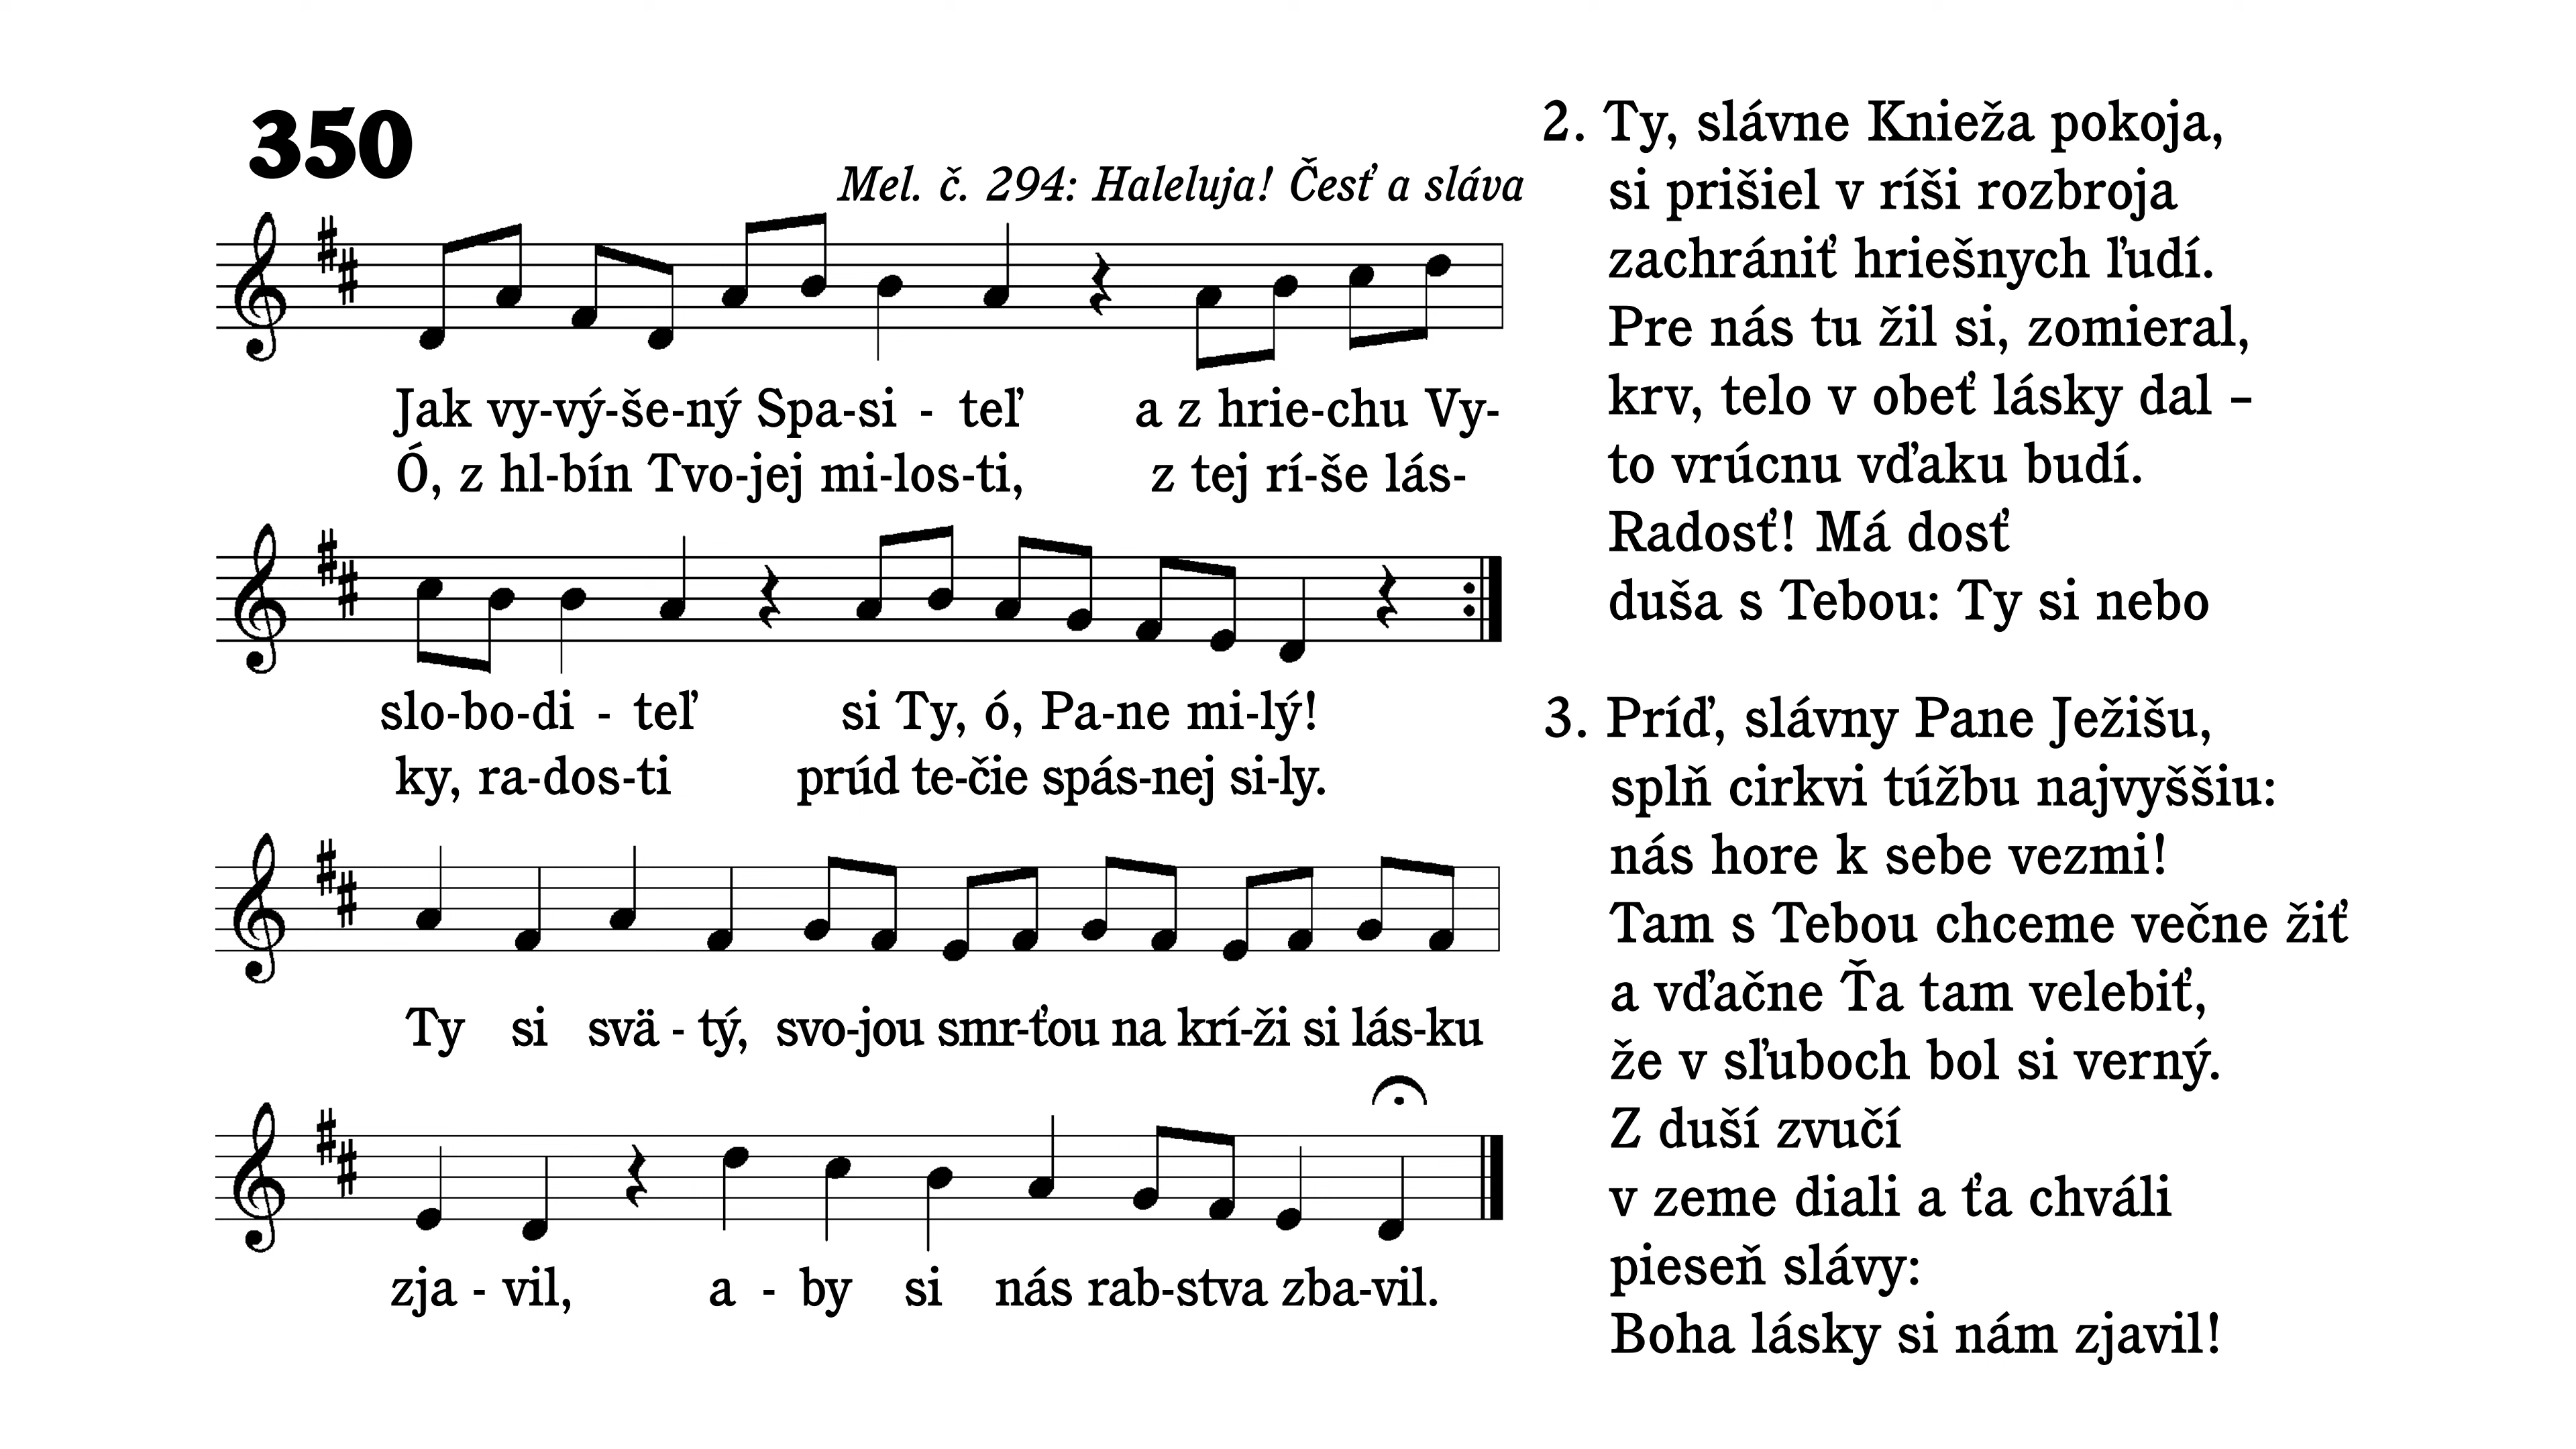 350
Mel. č. 294: Haleluja! Česť a sláva
Jak vy-vý-še-ný Spa-si - teľ a z hrie-chu Vy-
Ó, z hl-bín Tvo-jej mi-los-ti, z tej rí-še lás-
slo-bo-di - teľ si Ty, ó, Pa-ne mi-lý!
ky, ra-dos-ti prúd te-čie spás-nej si-ly.
Ty si svä - tý, svo-jou smr-ťou na krí-ži si lás-ku
zja - vil, a - by si nás rab-stva zba-vil.
2. Ty, slávne Knieža pokoja,
si prišiel v ríši rozbroja
zachrániť hriešnych ľudí.
Pre nás tu žil si, zomieral,
krv, telo v obeť lásky dal –
to vrúcnu vďaku budí.
Radosť! Má dosť
duša s Tebou: Ty si nebo
3. Príď, slávny Pane Ježišu,
splň cirkvi túžbu najvyššiu:
nás hore k sebe vezmi!
Tam s Tebou chceme večne žiť
a vďačne Ťa tam velebiť,
že v sľuboch bol si verný.
Z duší zvučí
v zeme diali a ťa chváli
pieseň slávy:
Boha lásky si nám zjavil!